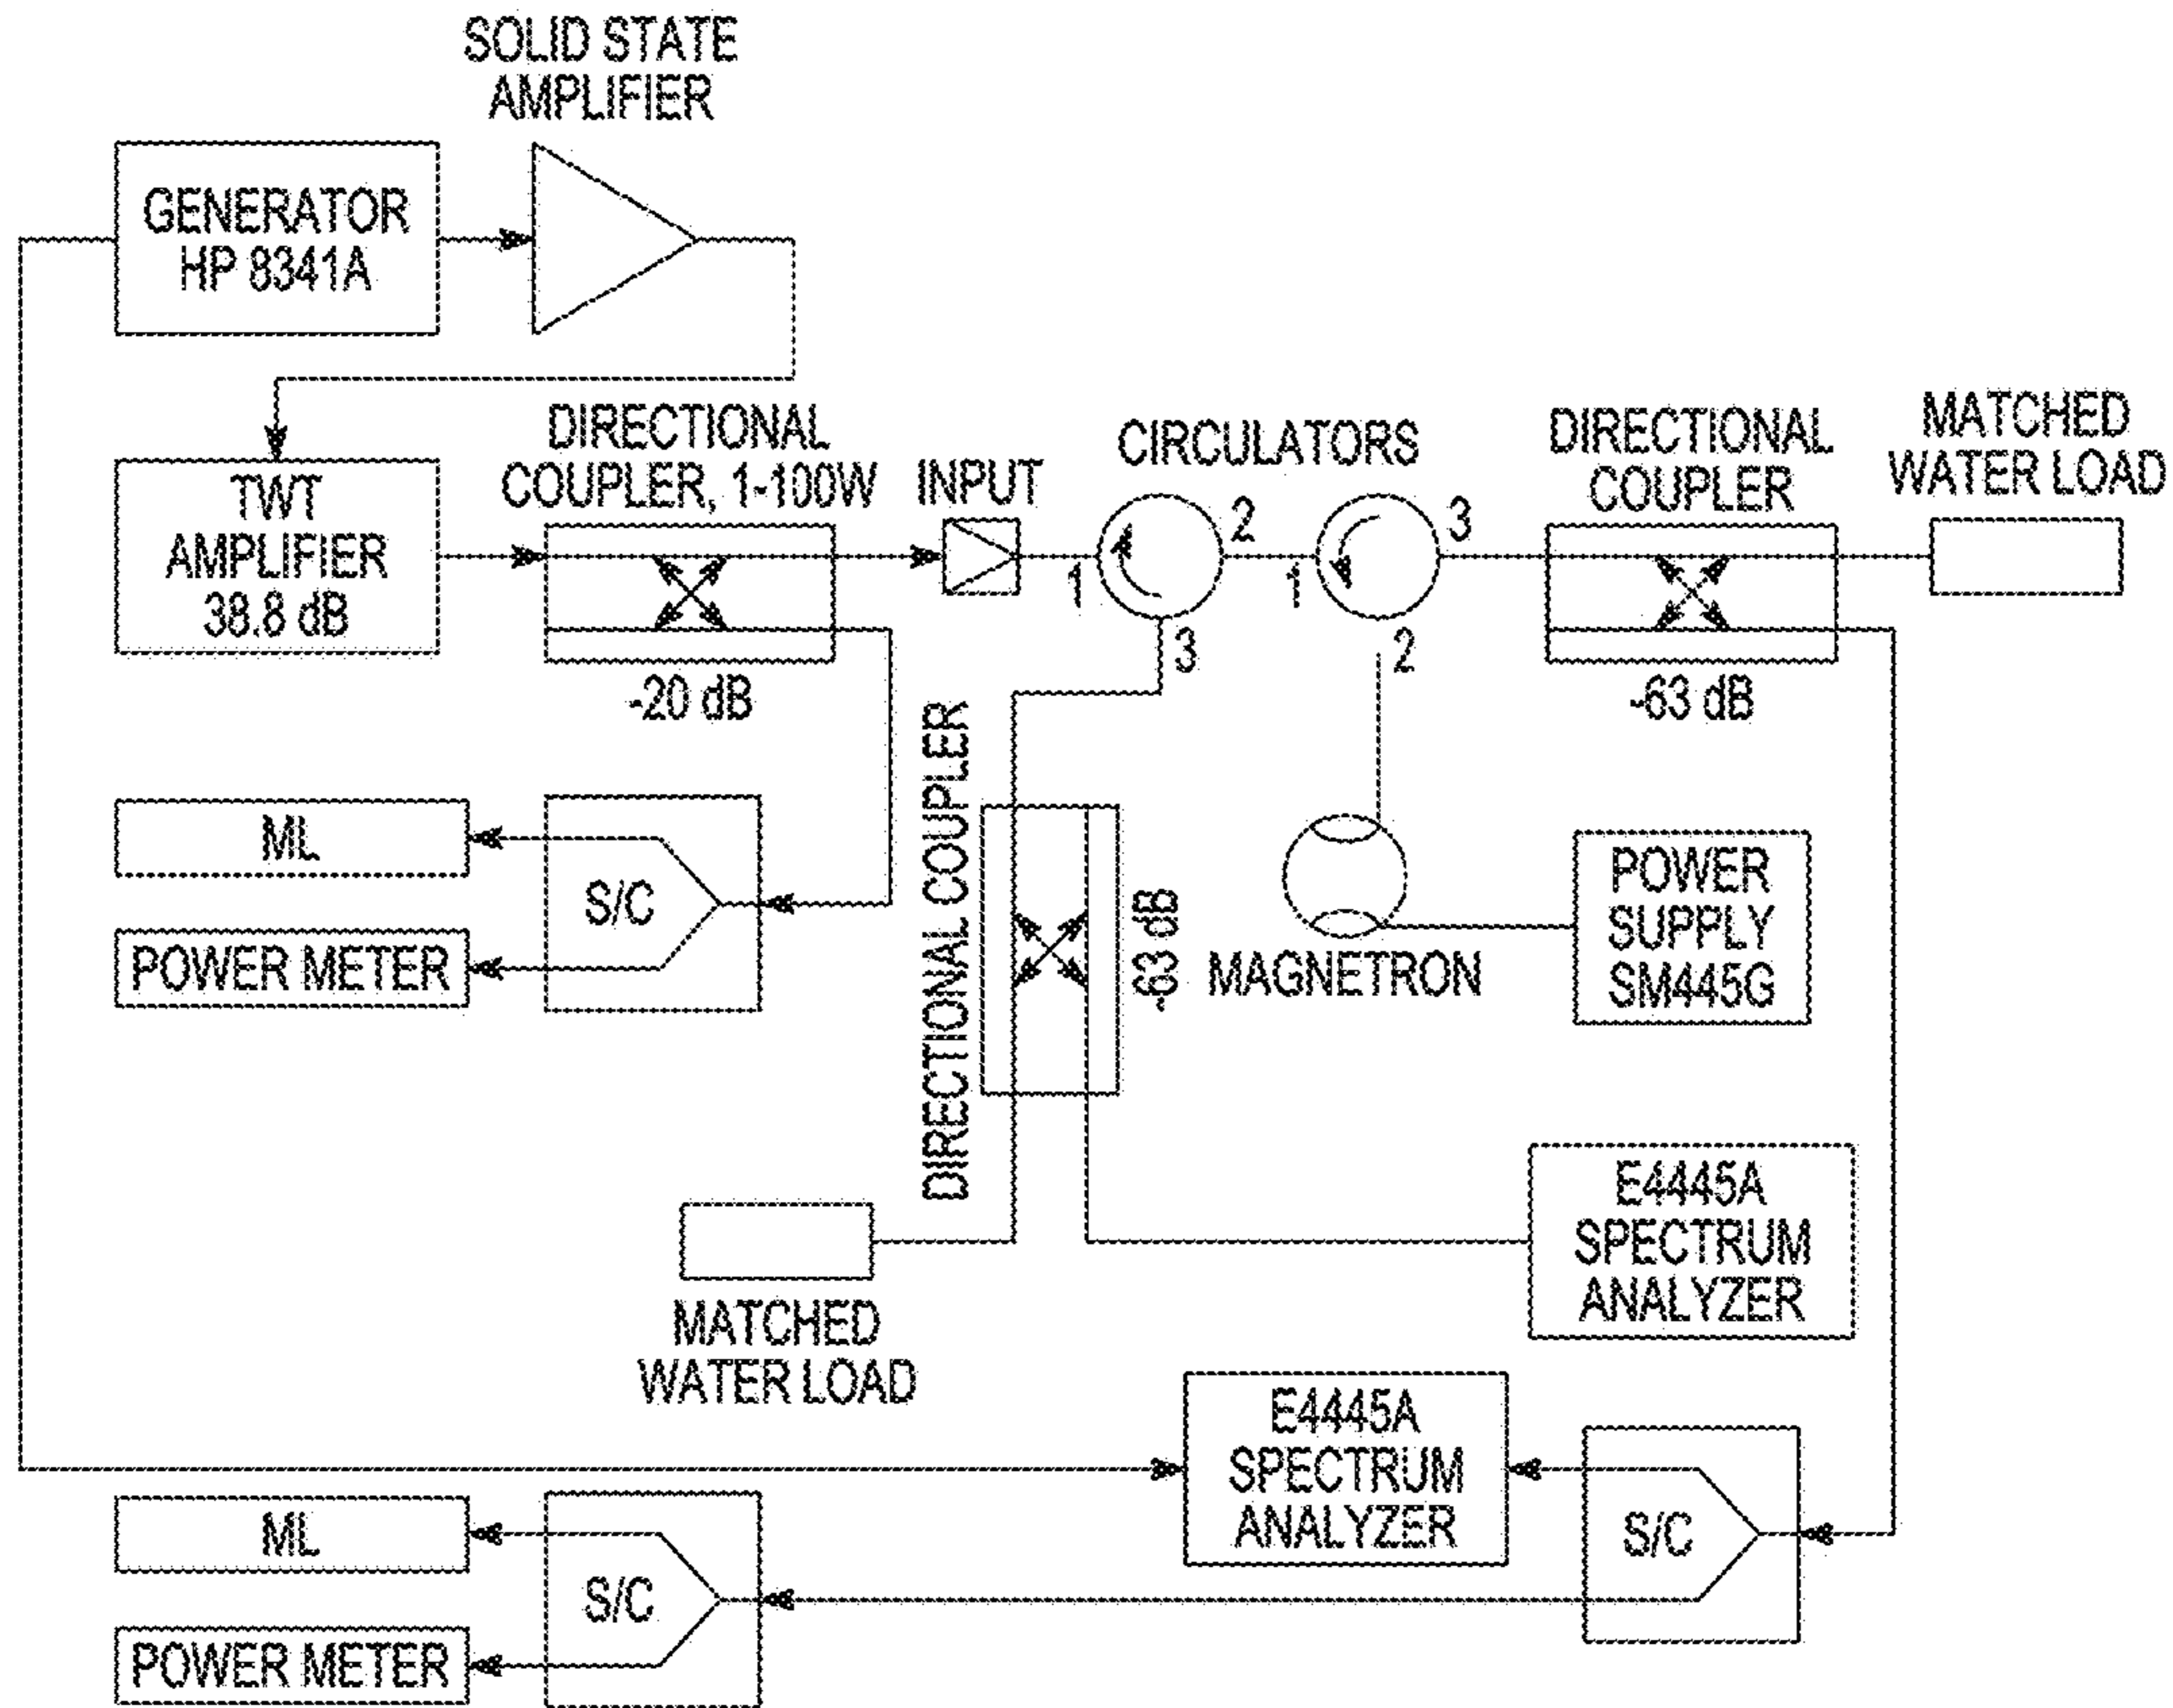 SOLID STATE
AMPLIFIER
GENERATOR
HP 8341A
TWT
AMPLIFIER
38.8 dB
DIRECTIONAL
COUPLER, 1-100W
-20 dB
INPUT
CIRCULATORS
1
2
3
1
2
3
DIRECTIONAL
COUPLER
-63 dB
MATCHED
WATER LOAD
ML
POWER METER
S/C
DIRECTIONAL COUPLER
-63 dB
MAGNETRON
POWER
SUPPLY
SM445G
MATCHED
WATER LOAD
E4445A
SPECTRUM
ANALYZER
E4445A
SPECTRUM
ANALYZER
S/C
ML
POWER METER
S/C